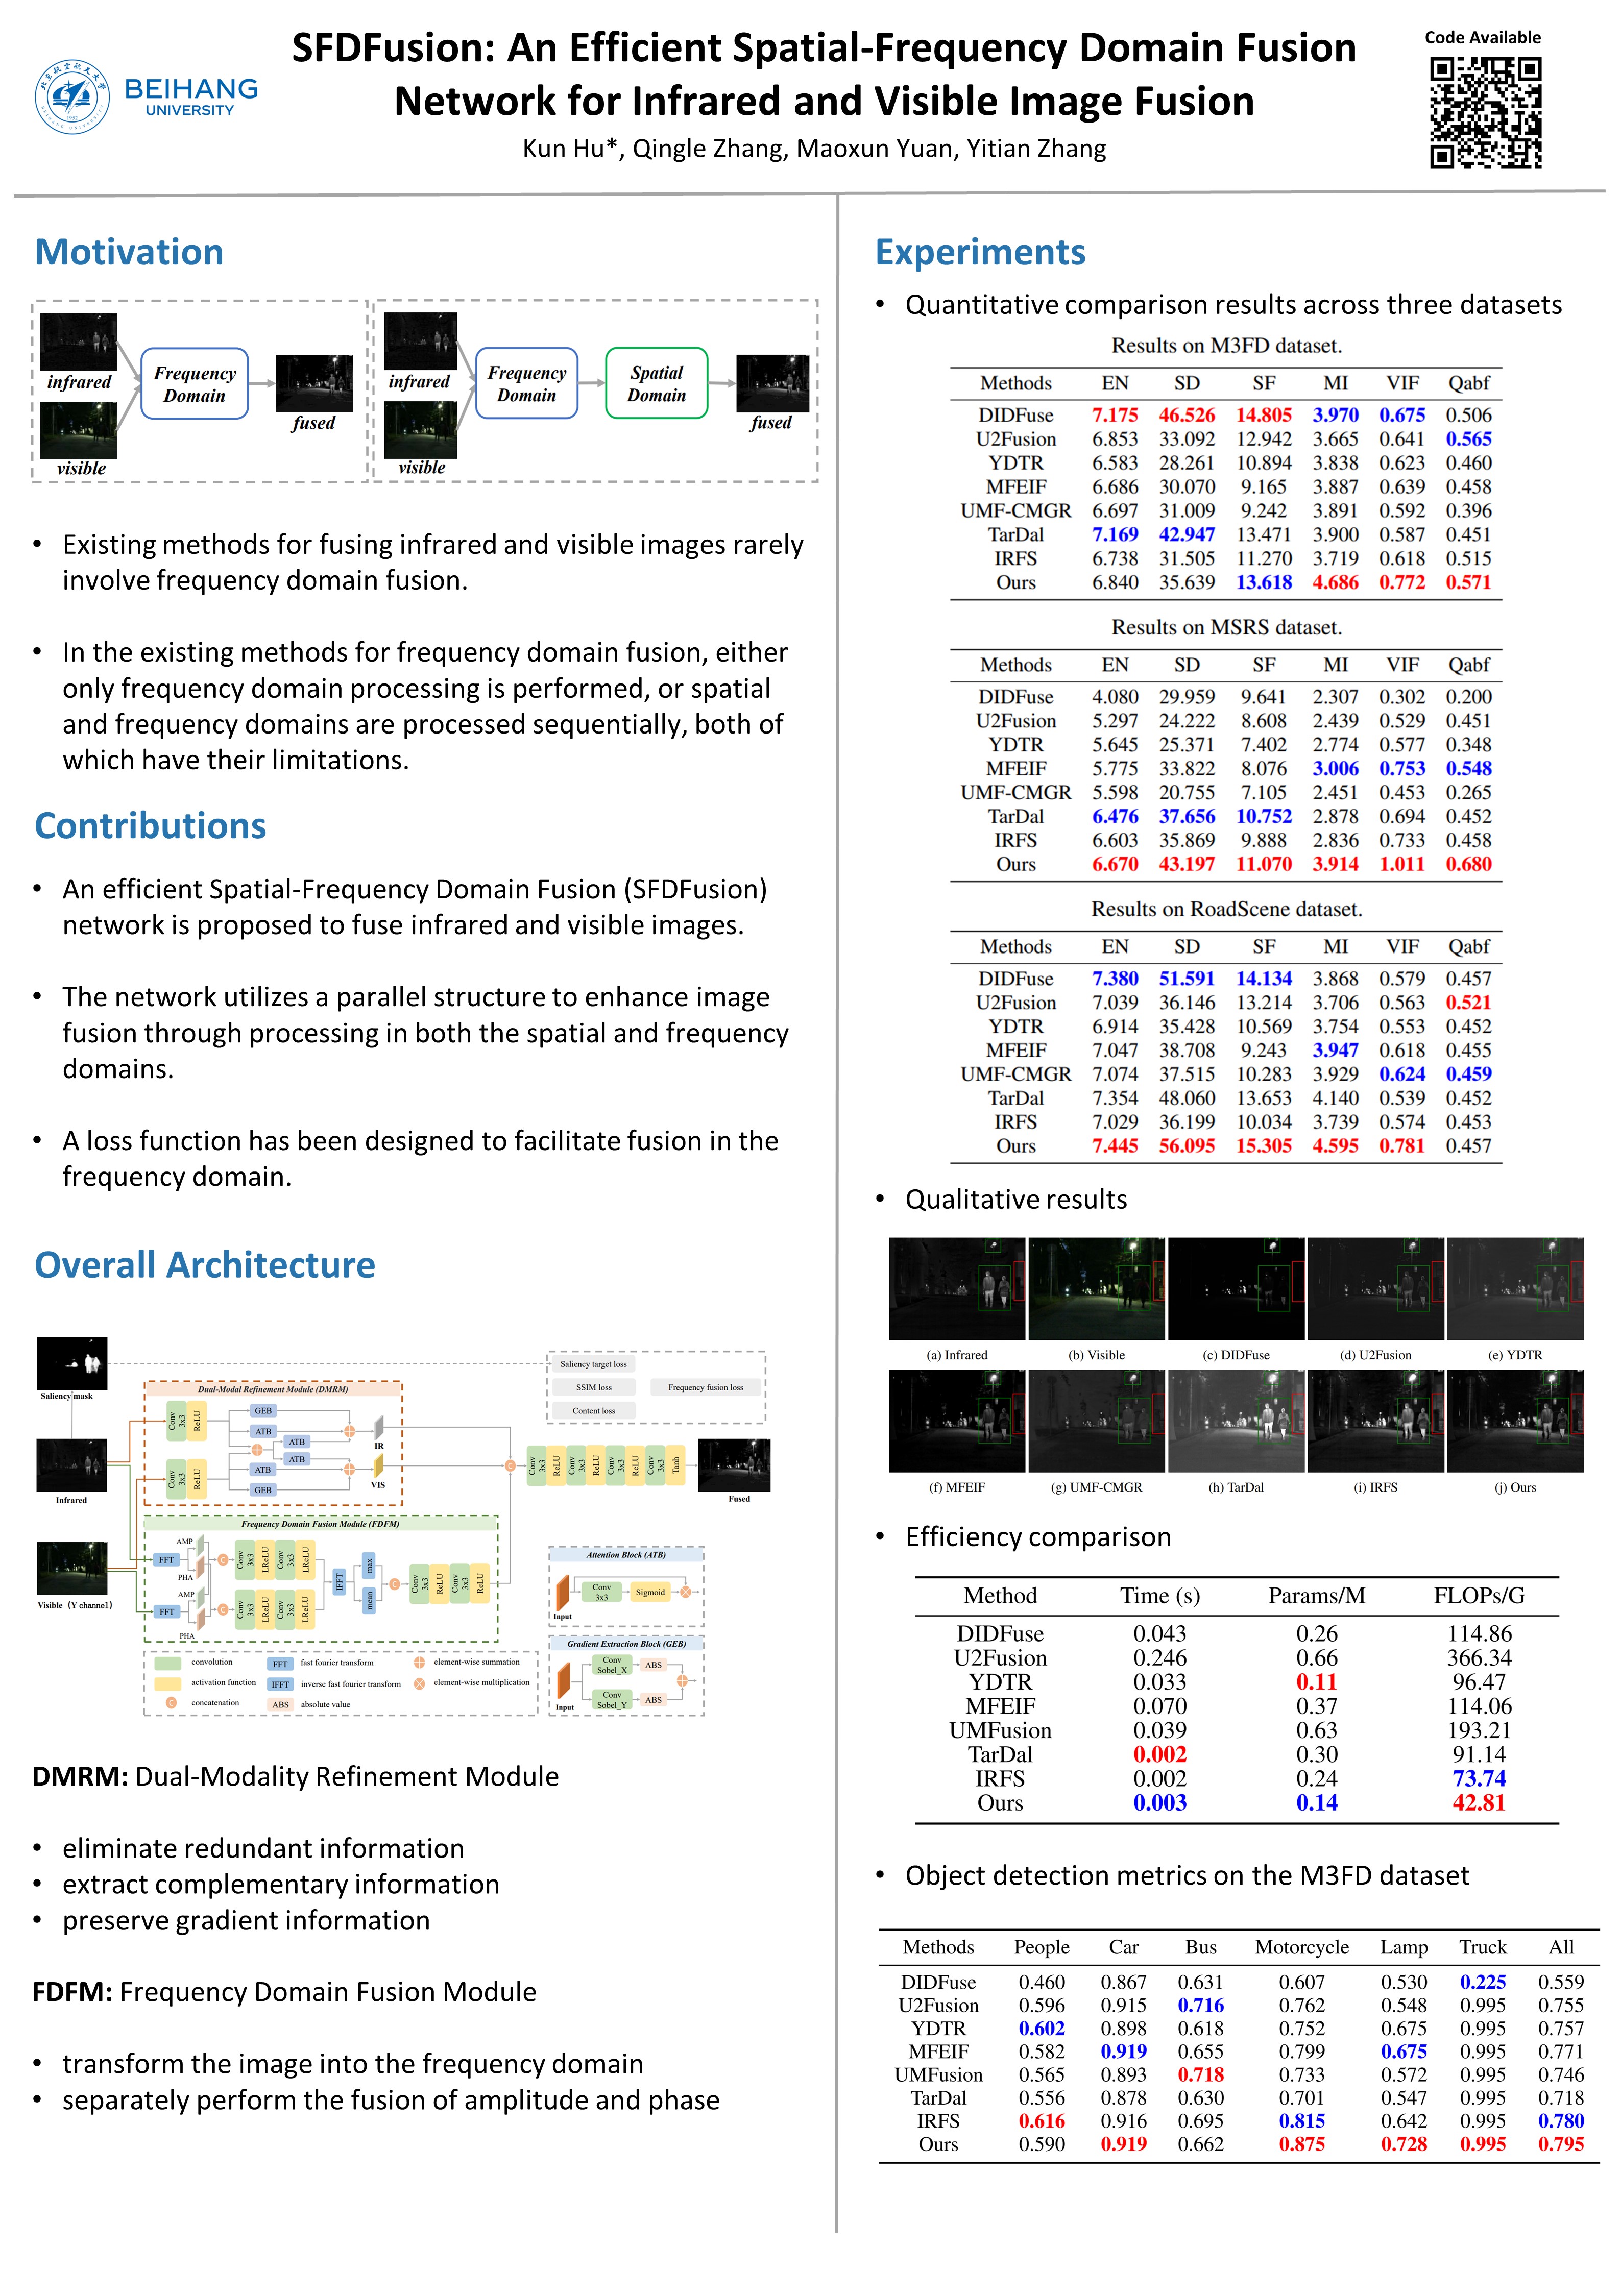 BEIHANG
UNIVERSITY
SFDFusion: An Efficient Spatial-Frequency Domain Fusion
Network for Infrared and Visible Image Fusion
Kun Hu*, Qingle Zhang, Maoxun Yuan, Yitian Zhang
Code Available
Motivation
infrared
visible
Frequency
Domain
fused
infrared
visible
Frequency
Domain
Spatial
Domain
fused
• Existing methods for fusing infrared and visible images rarely
involve frequency domain fusion.
• In the existing methods for frequency domain fusion, either
only frequency domain processing is performed, or spatial
and frequency domains are processed sequentially, both of
which have their limitations.
Contributions
• An efficient Spatial-Frequency Domain Fusion (SFDFusion)
network is proposed to fuse infrared and visible images.
• The network utilizes a parallel structure to enhance image
fusion through processing in both the spatial and frequency
domains.
• A loss function has been designed to facilitate fusion in the
frequency domain.
Overall Architecture
Saliency mask
Infrared
Visible (Y channel)
Dual-Modal Refinement Module (DMRM)
Conv 3x3 ReLU
GEB
ATB
ATB
ATB
ATB
GEB
Conv 3x3 ReLU
IR
VIS
Saliency target loss
SSIM loss
Frequency fusion loss
Content loss
C
Conv 3x3 ReLU Conv 3x3 ReLU Conv 3x3 ReLU Conv 3x3 Tanh
Fused
Frequency Domain Fusion Module (FDFM)
FFT AMP PHA C Conv 3x3 LReLU Conv 3x3 LReLU
FFT AMP PHA C Conv 3x3 LReLU Conv 3x3 LReLU
IFFT max mean C Conv 3x3 ReLU Conv 3x3 ReLU
Attention Block (ATB)
Input
Conv 3x3
Sigmoid
Gradient Extraction Block (GEB)
Input
Conv Sobel_X ABS
Conv Sobel_Y ABS
convolution
FFT fast fourier transform
element-wise summation
activation function
IFFT inverse fast fourier transform
element-wise multiplication
C concatenation
ABS absolute value
DMRM: Dual-Modality Refinement Module
• eliminate redundant information
• extract complementary information
• preserve gradient information
FDFM: Frequency Domain Fusion Module
• transform the image into the frequency domain
• separately perform the fusion of amplitude and phase
Experiments
• Quantitative comparison results across three datasets
Results on M3FD dataset.
Methods EN SD SF MI VIF Qabf
DIDFuse 7.175 46.526 14.805 3.970 0.675 0.506
U2Fusion 6.853 33.092 12.942 3.665 0.641 0.565
YDTR 6.583 28.261 10.894 3.838 0.623 0.460
MFEIF 6.686 30.070 9.165 3.887 0.639 0.458
UMF-CMGR 6.697 31.009 9.242 3.891 0.592 0.396
TarDal 7.169 42.947 13.471 3.900 0.587 0.451
IRFS 6.738 31.505 11.270 3.719 0.618 0.515
Ours 6.840 35.639 13.618 4.686 0.772 0.571
Results on MSRS dataset.
Methods EN SD SF MI VIF Qabf
DIDFuse 4.080 29.959 9.641 2.307 0.302 0.200
U2Fusion 5.297 24.222 8.608 2.439 0.529 0.451
YDTR 5.645 25.371 7.402 2.774 0.577 0.348
MFEIF 5.775 33.822 8.076 3.006 0.753 0.548
UMF-CMGR 5.598 20.755 7.105 2.451 0.453 0.265
TarDal 6.476 37.656 10.752 2.878 0.694 0.452
IRFS 6.603 35.869 9.888 2.836 0.733 0.458
Ours 6.670 43.197 11.070 3.914 1.011 0.680
Results on RoadScene dataset.
Methods EN SD SF MI VIF Qabf
DIDFuse 7.380 51.591 14.134 3.868 0.579 0.457
U2Fusion 7.039 36.146 13.214 3.706 0.563 0.521
YDTR 6.914 35.428 10.569 3.754 0.553 0.452
MFEIF 7.047 38.708 9.243 3.947 0.618 0.455
UMF-CMGR 7.074 37.515 10.283 3.929 0.624 0.459
TarDal 7.354 48.060 13.653 4.140 0.539 0.452
IRFS 7.029 36.199 10.034 3.739 0.574 0.453
Ours 7.445 56.095 15.305 4.595 0.781 0.457
• Qualitative results
(a) Infrared (b) Visible (c) DIDFuse (d) U2Fusion (e) YDTR
(f) MFEIF (g) UMF-CMGR (h) TarDal (i) IRFS (j) Ours
• Efficiency comparison
Method Time (s) Params/M FLOPs/G
DIDFuse 0.043 0.26 114.86
U2Fusion 0.246 0.66 366.34
YDTR 0.033 0.11 96.47
MFEIF 0.070 0.37 114.06
UMFusion 0.039 0.63 193.21
TarDal 0.002 0.30 91.14
IRFS 0.002 0.24 73.74
Ours 0.003 0.14 42.81
• Object detection metrics on the M3FD dataset
Methods People Car Bus Motorcycle Lamp Truck All
DIDFuse 0.460 0.867 0.631 0.607 0.530 0.225 0.559
U2Fusion 0.596 0.915 0.716 0.762 0.548 0.995 0.755
YDTR 0.602 0.898 0.618 0.752 0.675 0.995 0.757
MFEIF 0.582 0.919 0.655 0.799 0.675 0.995 0.771
UMFusion 0.565 0.893 0.718 0.733 0.572 0.995 0.746
TarDal 0.556 0.878 0.630 0.701 0.547 0.995 0.718
IRFS 0.616 0.916 0.695 0.815 0.642 0.995 0.780
Ours 0.590 0.919 0.662 0.875 0.728 0.995 0.795